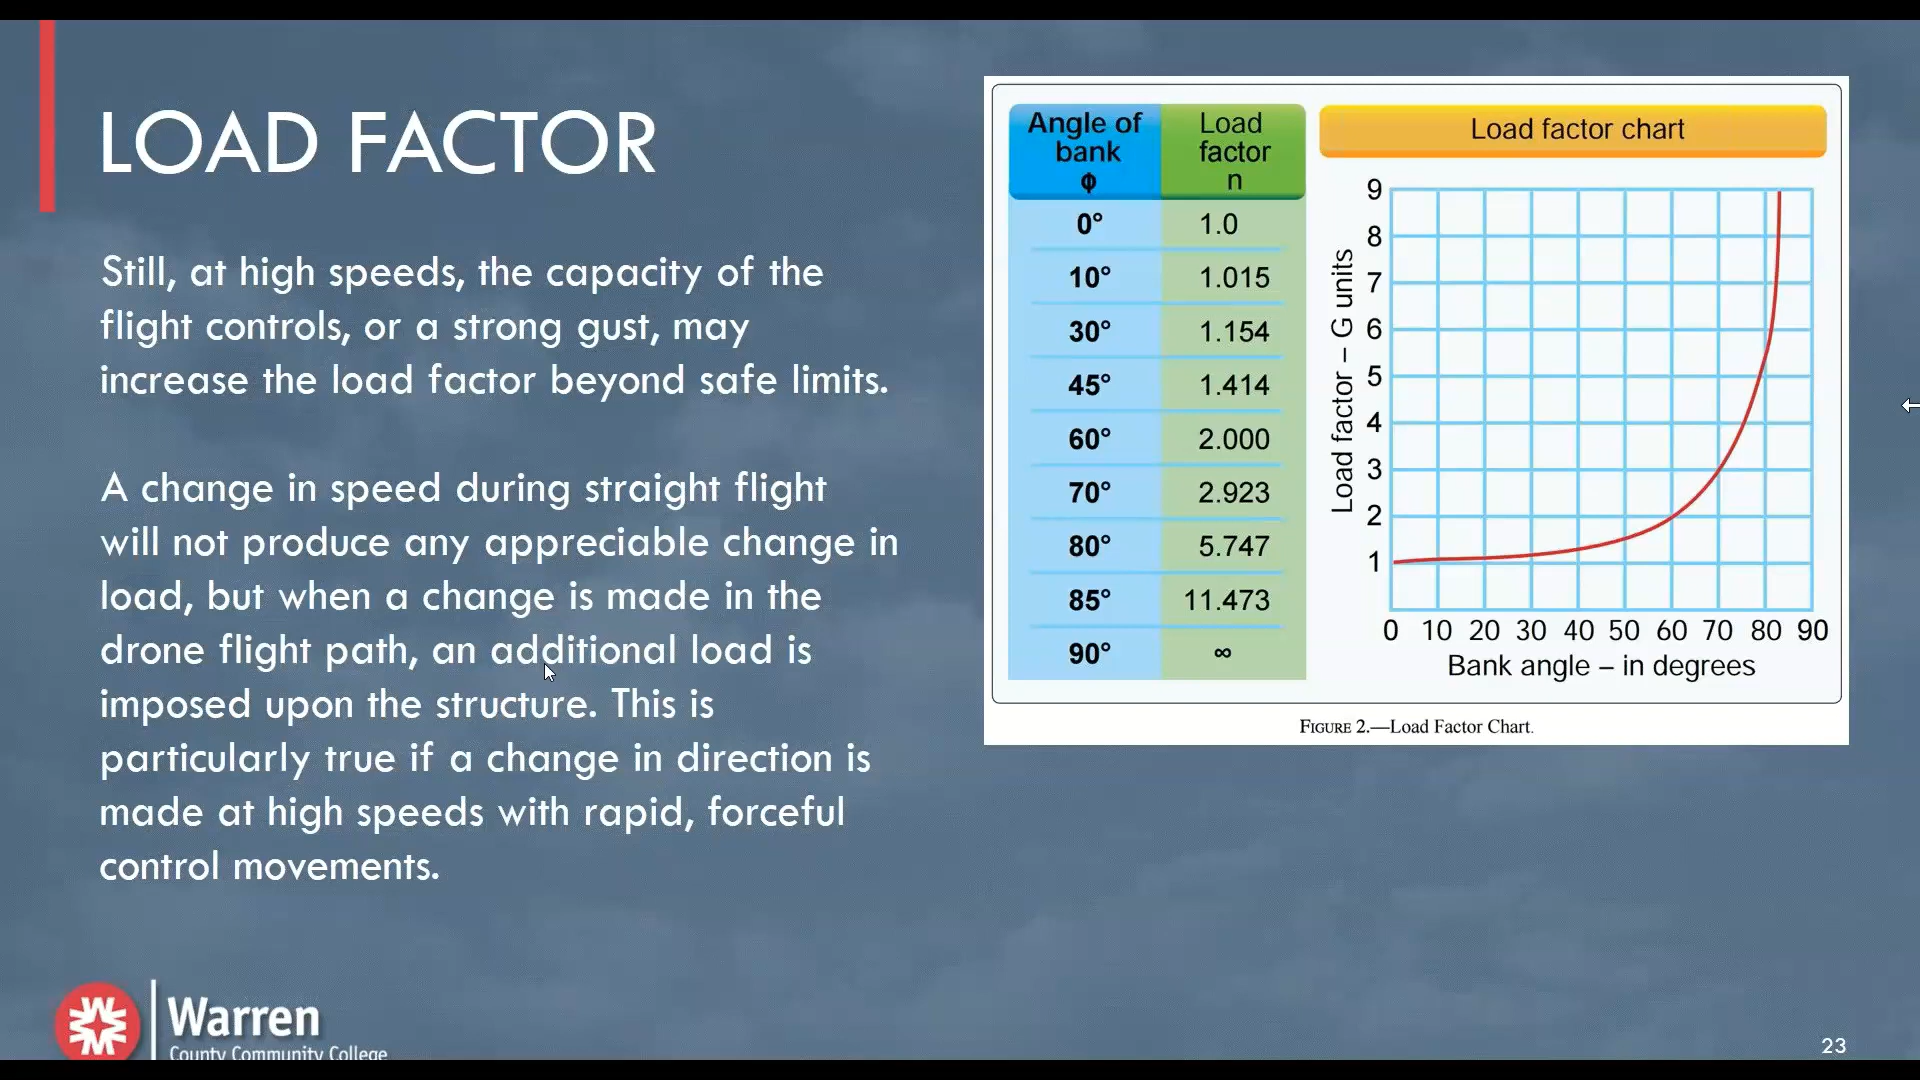 LOAD FACTOR
Still, at high speeds, the capacity of the
flight controls, or a strong gust, may
increase the load factor beyond safe limits.
A change in speed during straight flight
will not produce any appreciable change in
load, but when a change is made in the
drone flight path, an additional load is
imposed upon the structure. This is
particularly true if a change in direction is
made at high speeds with rapid, forceful
control movements.
Angle of
bank
ϕ
Load
factor
n
0° 1.0
10° 1.015
30° 1.154
45° 1.414
60° 2.000
70° 2.923
80° 5.747
85° 11.473
90° ∞
Load factor chart
Load factor – G units
9
8
7
6
5
4
3
2
1
0 10 20 30 40 50 60 70 80 90
Bank angle – in degrees
FIGURE 2.—Load Factor Chart.
Warren
County Community College
23